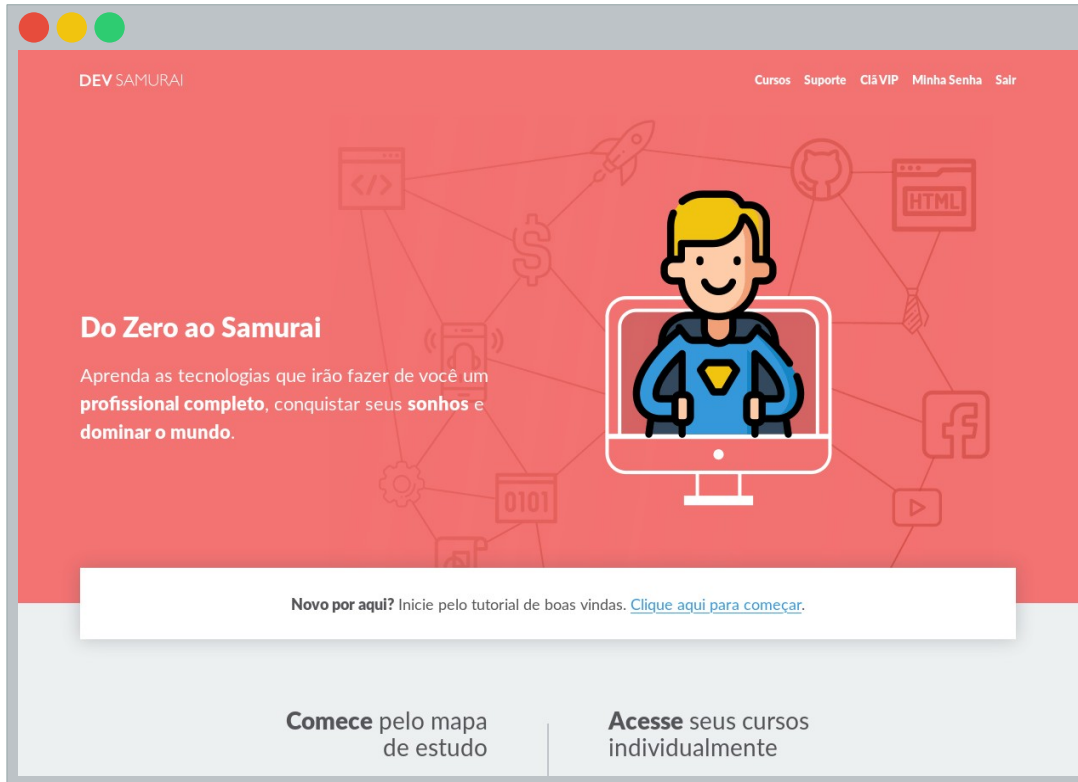 DEV SAMURAI
Cursos Suporte Clã VIP Minha Senha Sair
</>
HTML
Do Zero ao Samurai
Aprenda as tecnologias que irão fazer de você um
profissional completo, conquistar seus sonhos e
dominar o mundo.
0101
Novo por aqui? Inicie pelo tutorial de boas vindas. Clique aqui para começar.
Comece pelo mapa
de estudo
Acesse seus cursos
individualmente